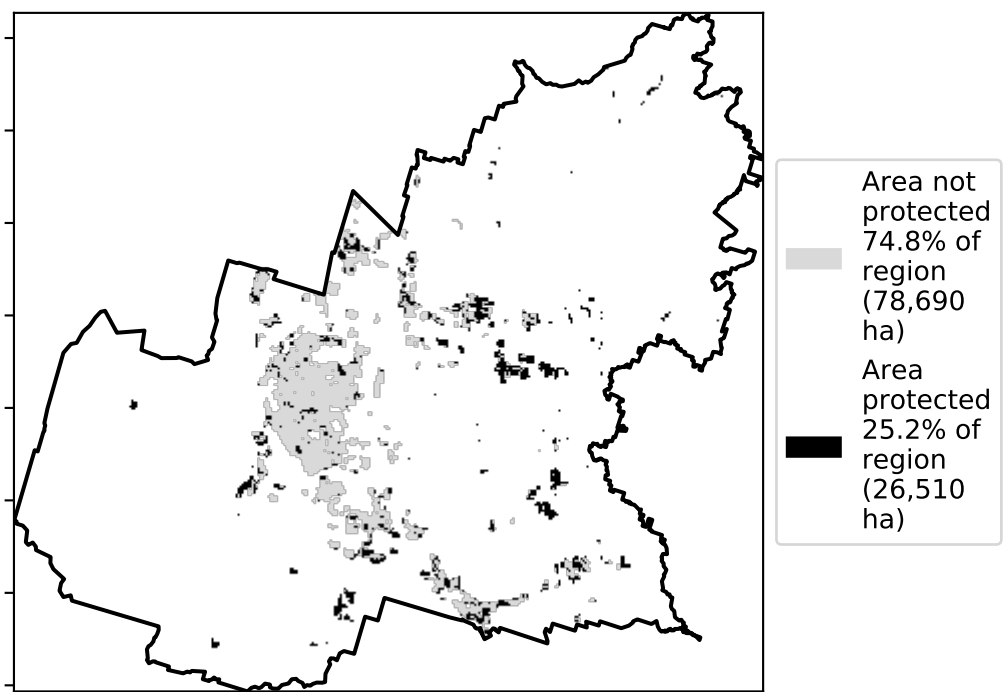 Area not
protected
74.8% of
region
(78,690
ha)
Area
protected
25.2% of
region
(26,510
ha)